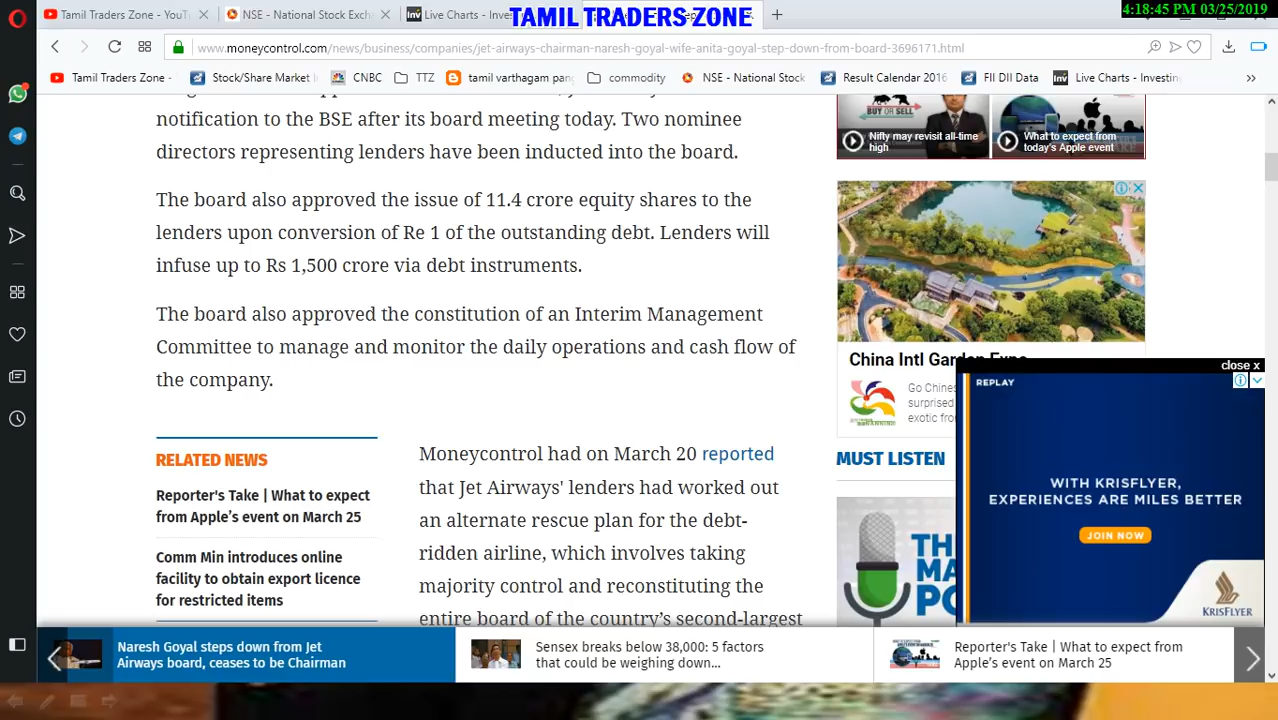 4:18:45 PM 03/25/2019
TAMIL TRADERS ZONE
Tamil Traders Zone - YouT
NSE - National Stock Exch
Live Charts - Inves
www.moneycontrol.com/news/business/companies/jet-airways-chairman-naresh-goyal-wife-anita-goyal-step-down-from-board-3696171.html
Tamil Traders Zone -
Stock/Share Market
CNBC
TTZ
tamil varthagam pan
commodity
NSE - National Stock
Result Calendar 2016
FII DII Data
Live Charts - Investin
notification to the BSE after its board meeting today. Two nominee
directors representing lenders have been inducted into the board.
The board also approved the issue of 11.4 crore equity shares to the
lenders upon conversion of Re 1 of the outstanding debt. Lenders will
infuse up to Rs 1,500 crore via debt instruments.
The board also approved the constitution of an Interim Management
Committee to manage and monitor the daily operations and cash flow of
the company.
RELATED NEWS
Reporter's Take | What to expect
from Apple's event on March 25
Comm Min introduces online
facility to obtain export licence
for restricted items
Moneycontrol had on March 20 reported
that Jet Airways' lenders had worked out
an alternate rescue plan for the debt-
ridden airline, which involves taking
majority control and reconstituting the
entire board of the country's second-largest
BUY OR SELL
Nifty may revisit all-time
high
What to expect from
today's Apple event
China Intl Garden Expo
Go Chines
surprised
exotic fro
MUST LISTEN
TH
MA
PO
close x
REPLAY
WITH KRISFLYER,
EXPERIENCES ARE MILES BETTER
JOIN NOW
KRISFLYER
Naresh Goyal steps down from Jet
Airways board, ceases to be Chairman
Sensex breaks below 38,000: 5 factors
that could be weighing down...
Reporter's Take | What to expect from
Apple's event on March 25